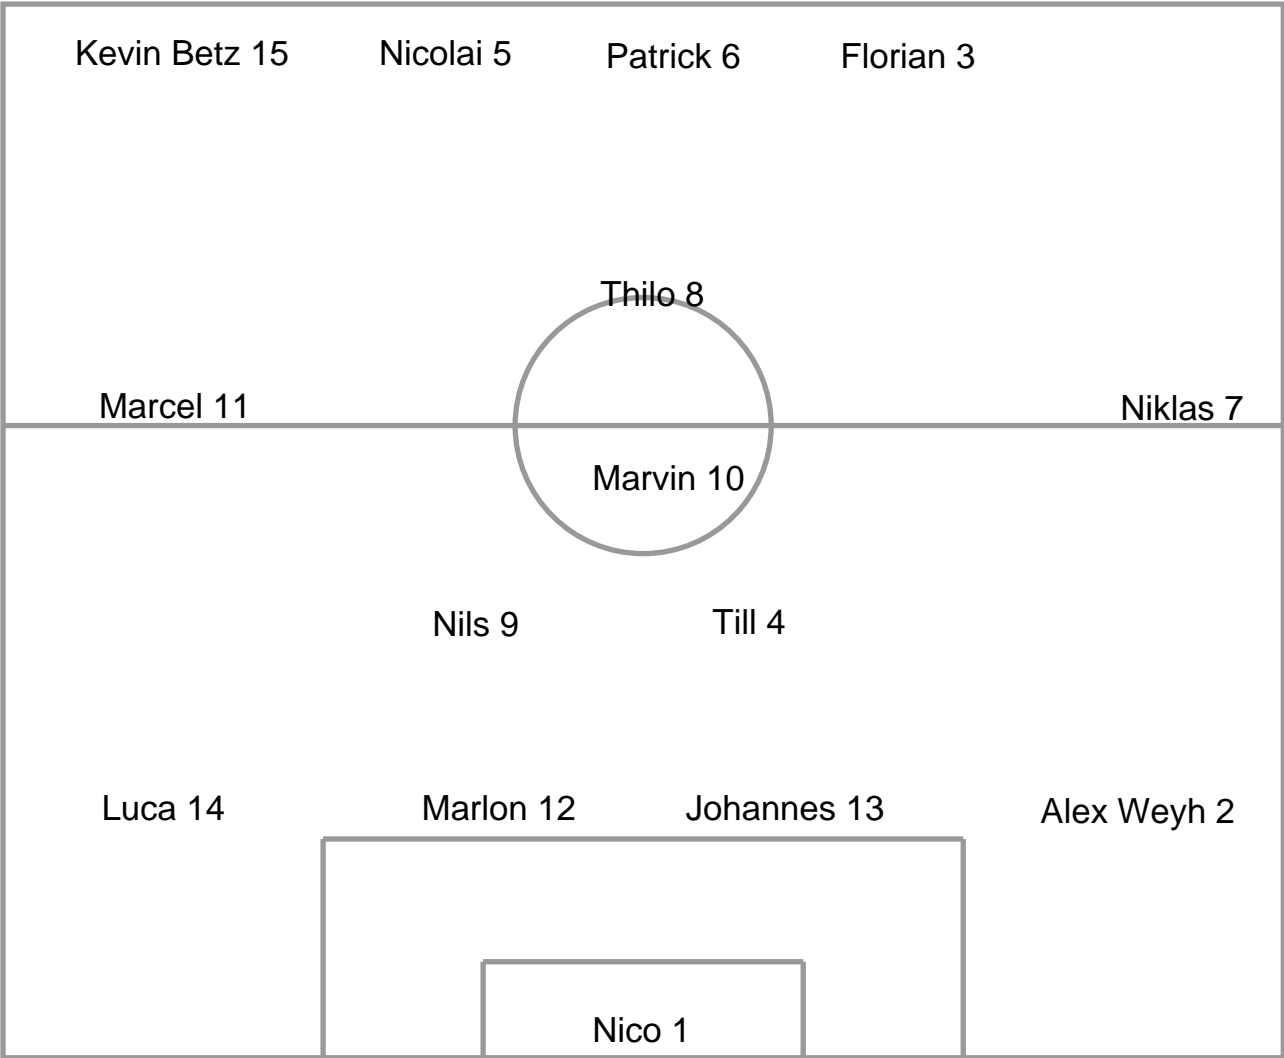 Kevin Betz 15
Nicolai 5
Patrick 6
Florian 3
Thilo 8
Marcel 11
Niklas 7
Marvin 10
Nils 9
Till 4
Luca 14
Marlon 12
Johannes 13
Alex Weyh 2
Nico 1